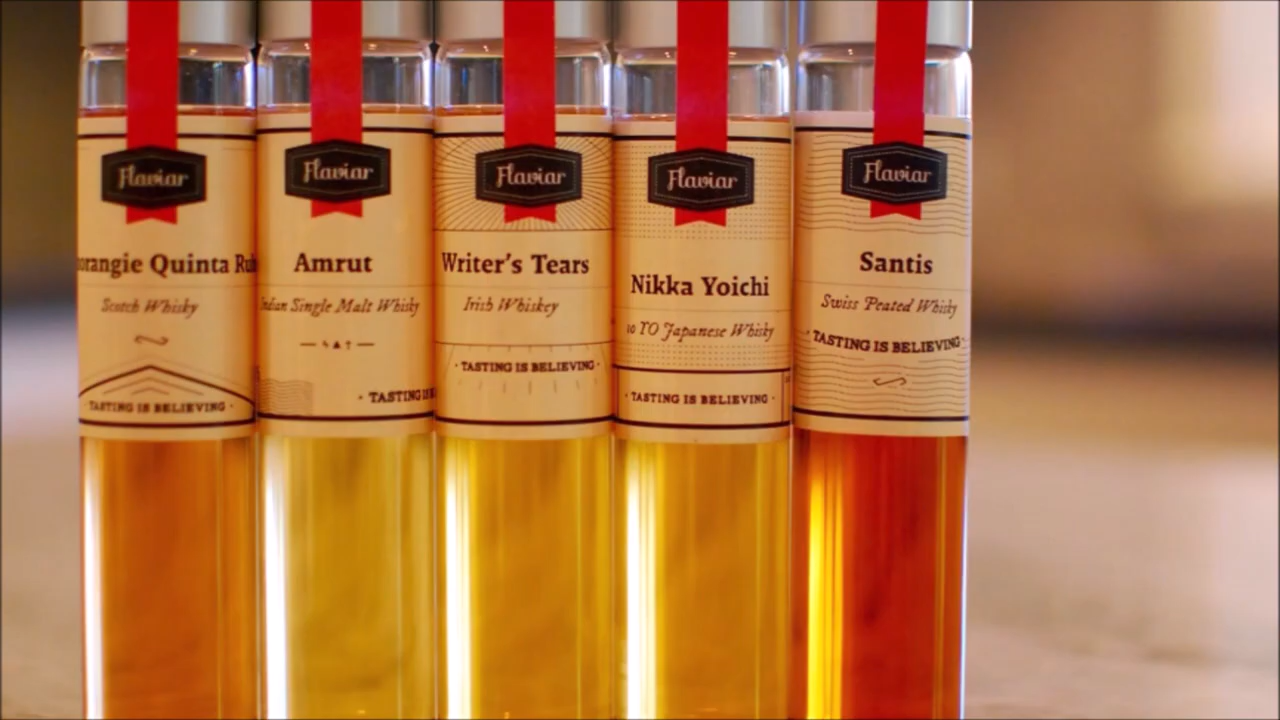 Flaviar
orangie Quinta Rub
Scotch Whisky
TASTING IS BELIEVING ·
Flaviar
Amrut
Indian Single Malt Whisky
· TASTING IS
Flaviar
Writer's Tears
Irish Whiskey
· TASTING IS BELIEVING ·
Flaviar
Nikka Yoichi
10 YO Japanese Whisky
· TASTING IS BELIEVING ·
Flaviar
Santis
Swiss Peated Whisky
· TASTING IS BELIEVING ·